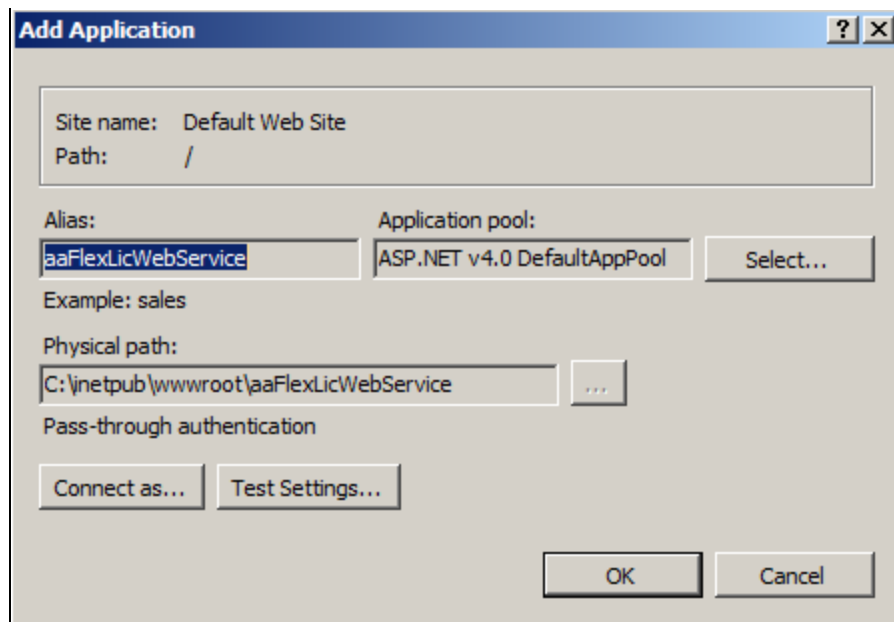 Add Application
Site name: Default Web Site
Path: /
Alias: Application pool:
aaFlexLicWebService ASP.NET v4.0 DefaultAppPool Select...
Example: sales
Physical path:
C:\inetpub\wwwroot\aaFlexLicWebService ...
Pass-through authentication
Connect as... Test Settings...
OK Cancel